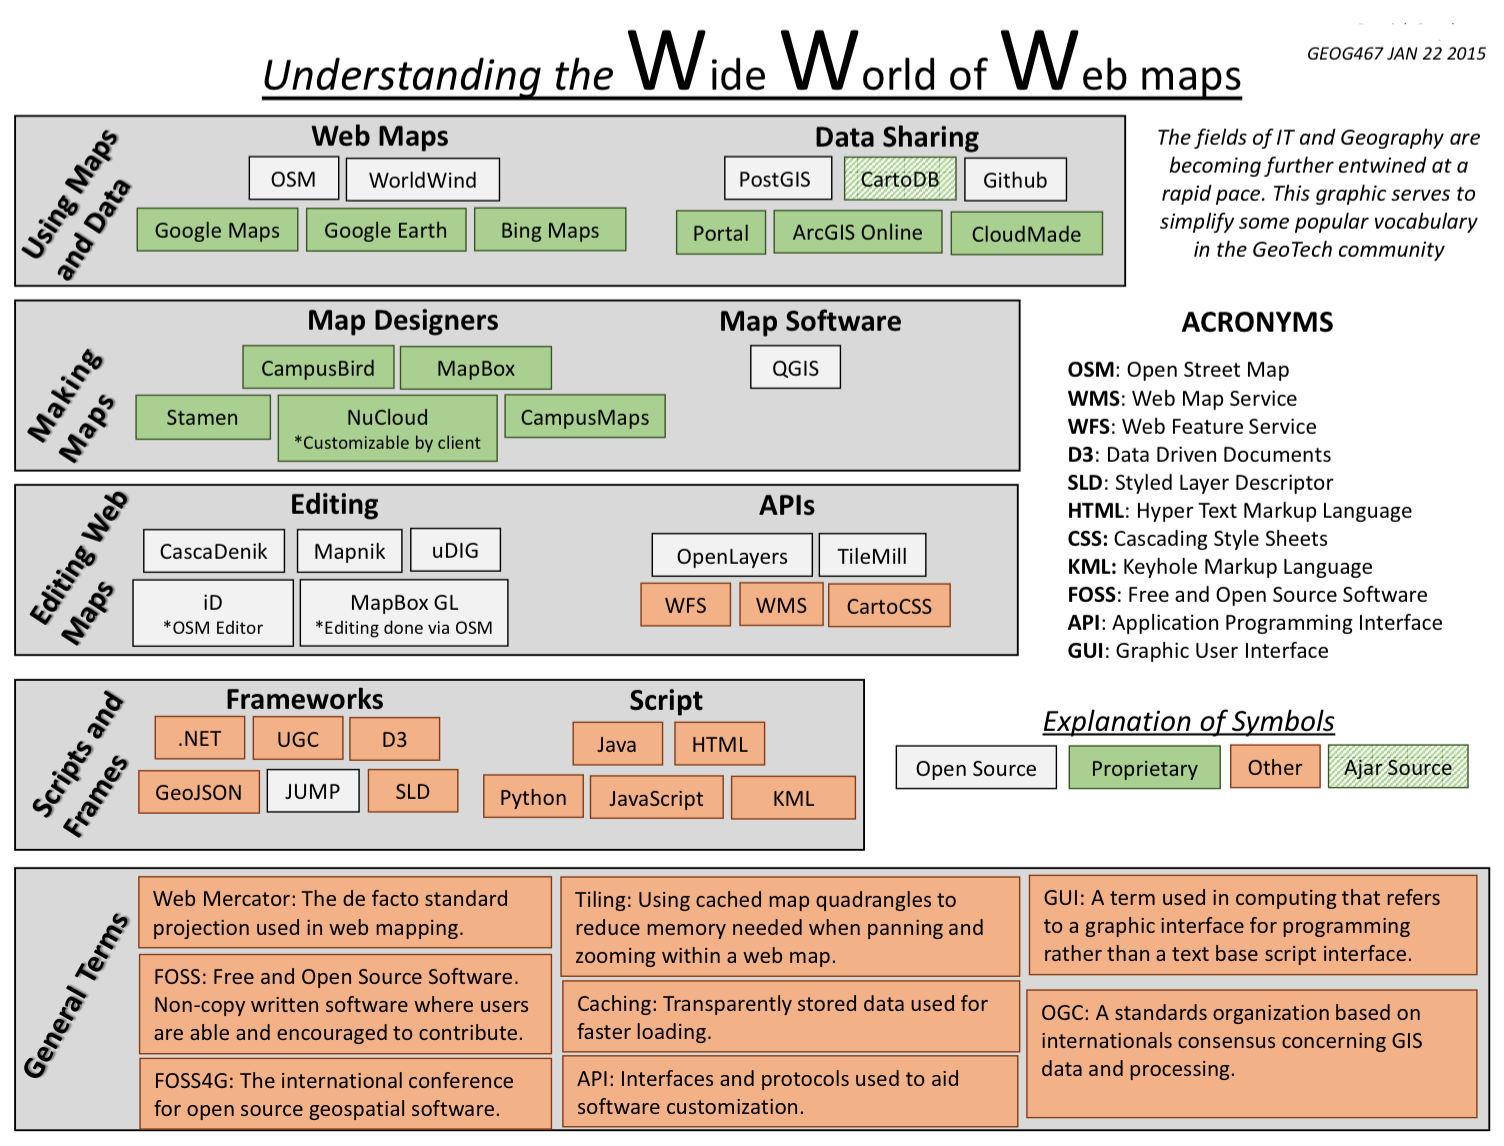 Understanding the Wide World of Web maps
GEOG467 JAN 22 2015
Using Maps
and Data
Web Maps
OSM
WorldWind
Google Maps
Google Earth
Bing Maps
Data Sharing
PostGIS
CartoDB
Github
Portal
ArcGIS Online
CloudMade
The fields of IT and Geography are
becoming further entwined at a
rapid pace. This graphic serves to
simplify some popular vocabulary
in the GeoTech community
Making
Maps
Map Designers
CampusBird
MapBox
Stamen
NuCloud
*Customizable by client
CampusMaps
Map Software
QGIS
ACRONYMS
OSM: Open Street Map
WMS: Web Map Service
WFS: Web Feature Service
D3: Data Driven Documents
SLD: Styled Layer Descriptor
HTML: Hyper Text Markup Language
CSS: Cascading Style Sheets
KML: Keyhole Markup Language
FOSS: Free and Open Source Software
API: Application Programming Interface
GUI: Graphic User Interface
Editing Web
Maps
Editing
CascaDenik
Mapnik
uDIG
iD
*OSM Editor
MapBox GL
*Editing done via OSM
APIs
OpenLayers
TileMill
WFS
WMS
CartoCSS
Scripts and
Frames
Frameworks
.NET
UGC
D3
GeoJSON
JUMP
SLD
Script
Java
HTML
Python
JavaScript
KML
Explanation of Symbols
Open Source
Proprietary
Other
Ajar Source
General Terms
Web Mercator: The de facto standard
projection used in web mapping.
FOSS: Free and Open Source Software.
Non-copy written software where users
are able and encouraged to contribute.
FOSS4G: The international conference
for open source geospatial software.
Tiling: Using cached map quadrangles to
reduce memory needed when panning and
zooming within a web map.
Caching: Transparently stored data used for
faster loading.
API: Interfaces and protocols used to aid
software customization.
GUI: A term used in computing that refers
to a graphic interface for programming
rather than a text base script interface.
OGC: A standards organization based on
internationals consensus concerning GIS
data and processing.